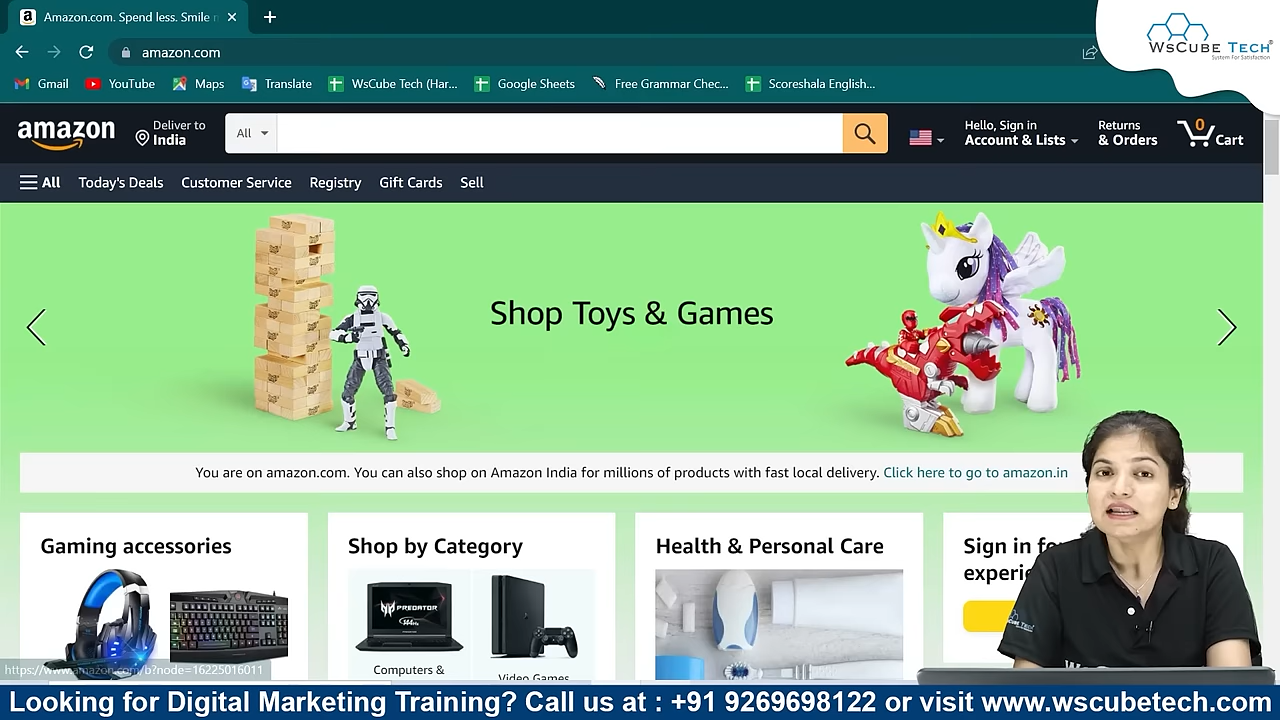 Amazon.com. Spend less. Smile
amazon.com
WsCube Tech®
System For Satisfaction
Gmail YouTube Maps Translate WsCube Tech (Har... Google Sheets Free Grammar Chec... Scoreshala English...
amazon
Deliver to
India
All
Hello, Sign in
Account & Lists
Returns
& Orders
0
Cart
All Today's Deals Customer Service Registry Gift Cards Sell
Shop Toys & Games
You are on amazon.com. You can also shop on Amazon India for millions of products with fast local delivery. Click here to go to amazon.in
Gaming accessories
Shop by Category
Health & Personal Care
Sign in
PREDATOR
144Hz
Computers &
Video Games
https://www.amazon.com/b?node=16225016011
Looking for Digital Marketing Training? Call us at : +91 9269698122 or visit www.wscubetech.com